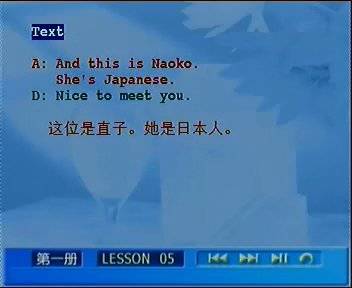 Text
A: And this is Naoko.
She's Japanese.
D: Nice to meet you.
这位是直子。她是日本人。
第一册 LESSON 05